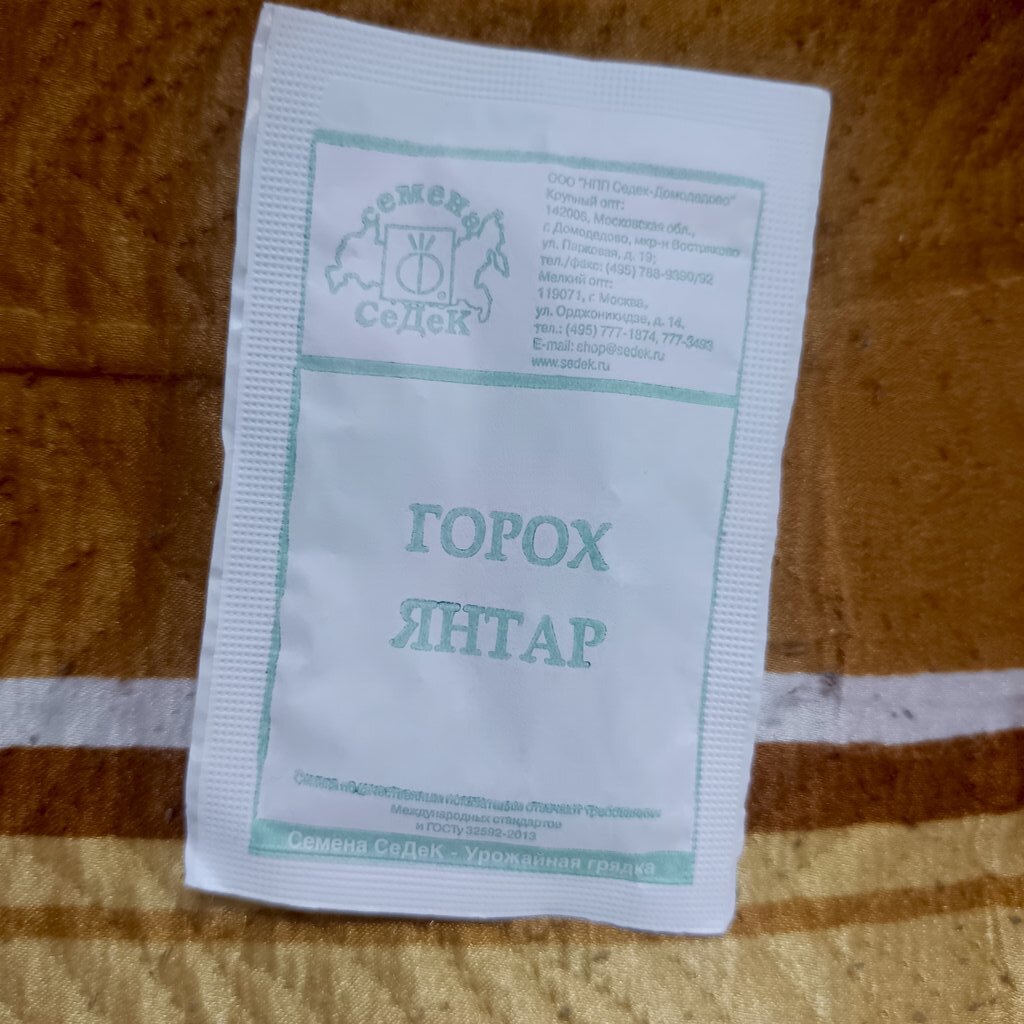 семена
СеДеК
ООО "НПП Седек-Домодедово"
Крупный опт:
142006, Московская обл.,
г. Домодедово, мкр-н Востряково
ул. Парковая, д. 19;
тел./факс: (495) 788-9390/92
Мелкий опт:
119071, г. Москва,
ул. Орджоникидзе, д. 14,
тел.: (495) 777-1874, 777-3493
E-mail: shop@sedek.ru
www.sedek.ru
ГОРОХ
ЯНТАР
Международных стандартов
и ГОСТу 32592-2013
Семена СеДеК - Урожайная грядка